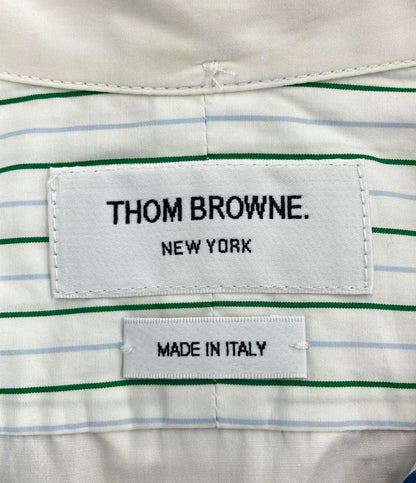 THOM BROWNE.
NEW YORK
MADE IN ITALY